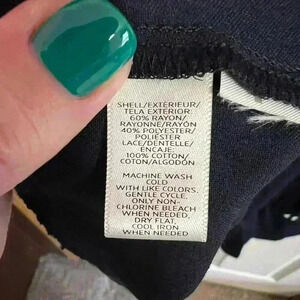 SHELL/EXTÉRIEUR/
TELA EXTERIOR:
60% RAYON/
RAYONNE/RAYÓN
40% POLYESTER/
POLIÉSTER
LACE/DENTELLE/
ENCAJE:
100% COTTON/
COTON/ALGODÓN
MACHINE WASH
COLD
WITH LIKE COLORS,
GENTLE CYCLE,
ONLY NON-
CHLORINE BLEACH
WHEN NEEDED,
DRY FLAT,
COOL IRON
WHEN NEEDED